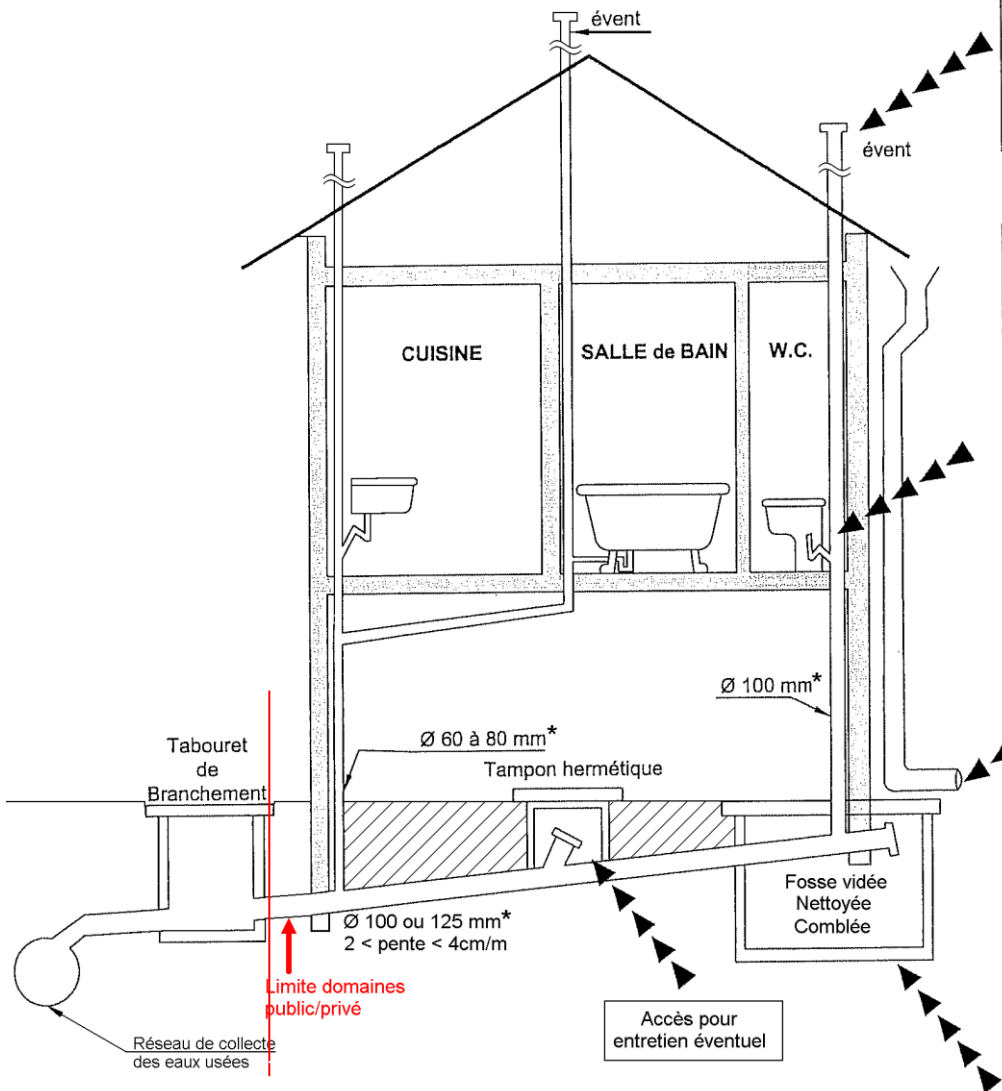 évent
évent
CUISINE
SALLE de BAIN
W.C.
Ø 100 mm*
Ø 60 à 80 mm*
Tabouret
de
Branchement
Tampon hermétique
Fosse vidée
Nettoyée
Comblée
Ø 100 ou 125 mm*
2 < pente < 4cm/m
Limite domaines
public/privé
Accès pour
entretien éventuel
Réseau de collecte
des eaux usées